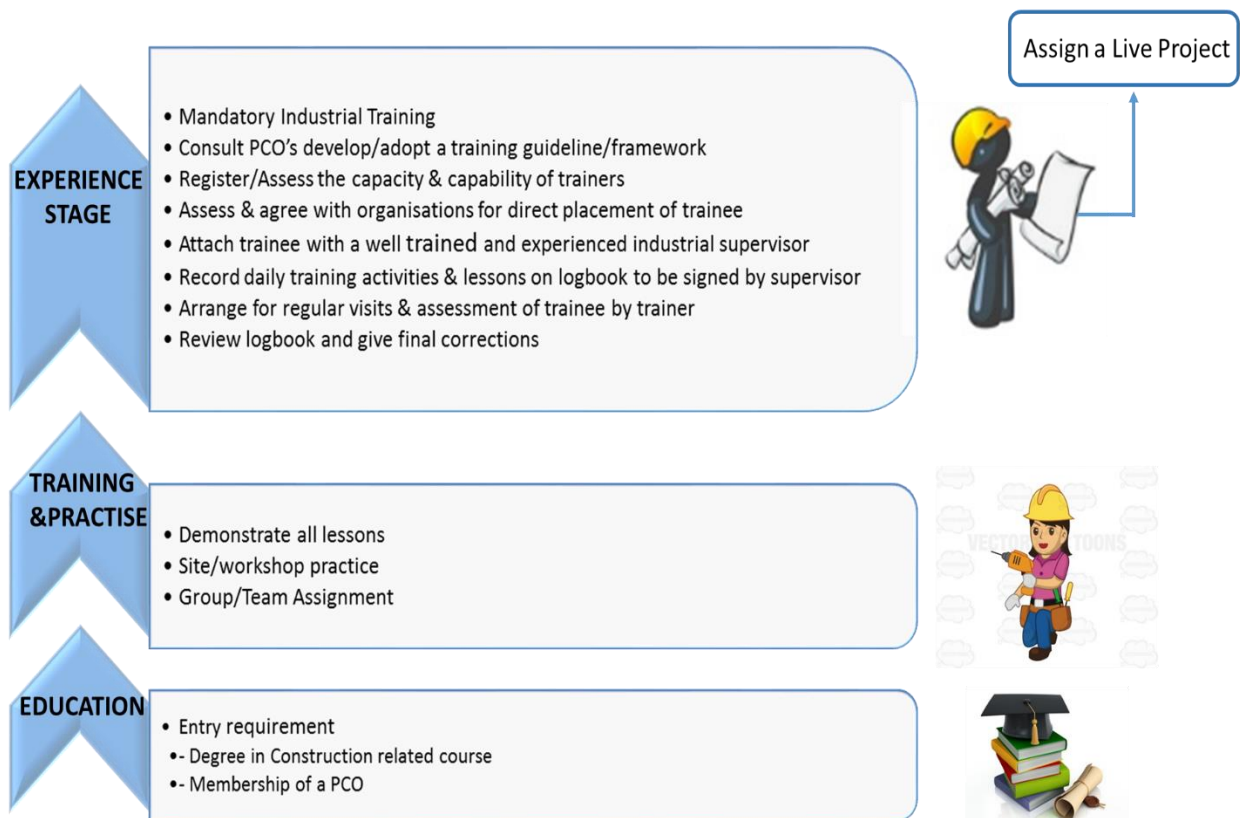 Assign a Live Project
EXPERIENCE
STAGE
• Mandatory Industrial Training
• Consult PCO's develop/adopt a training guideline/framework
• Register/Assess the capacity & capability of trainers
• Assess & agree with organisations for direct placement of trainee
• Attach trainee with a well trained and experienced industrial supervisor
• Record daily training activities & lessons on logbook to be signed by supervisor
• Arrange for regular visits & assessment of trainee by trainer
• Review logbook and give final corrections
TRAINING
&PRACTISE
• Demonstrate all lessons
• Site/workshop practice
• Group/Team Assignment
EDUCATION
• Entry requirement
•- Degree in Construction related course
•- Membership of a PCO